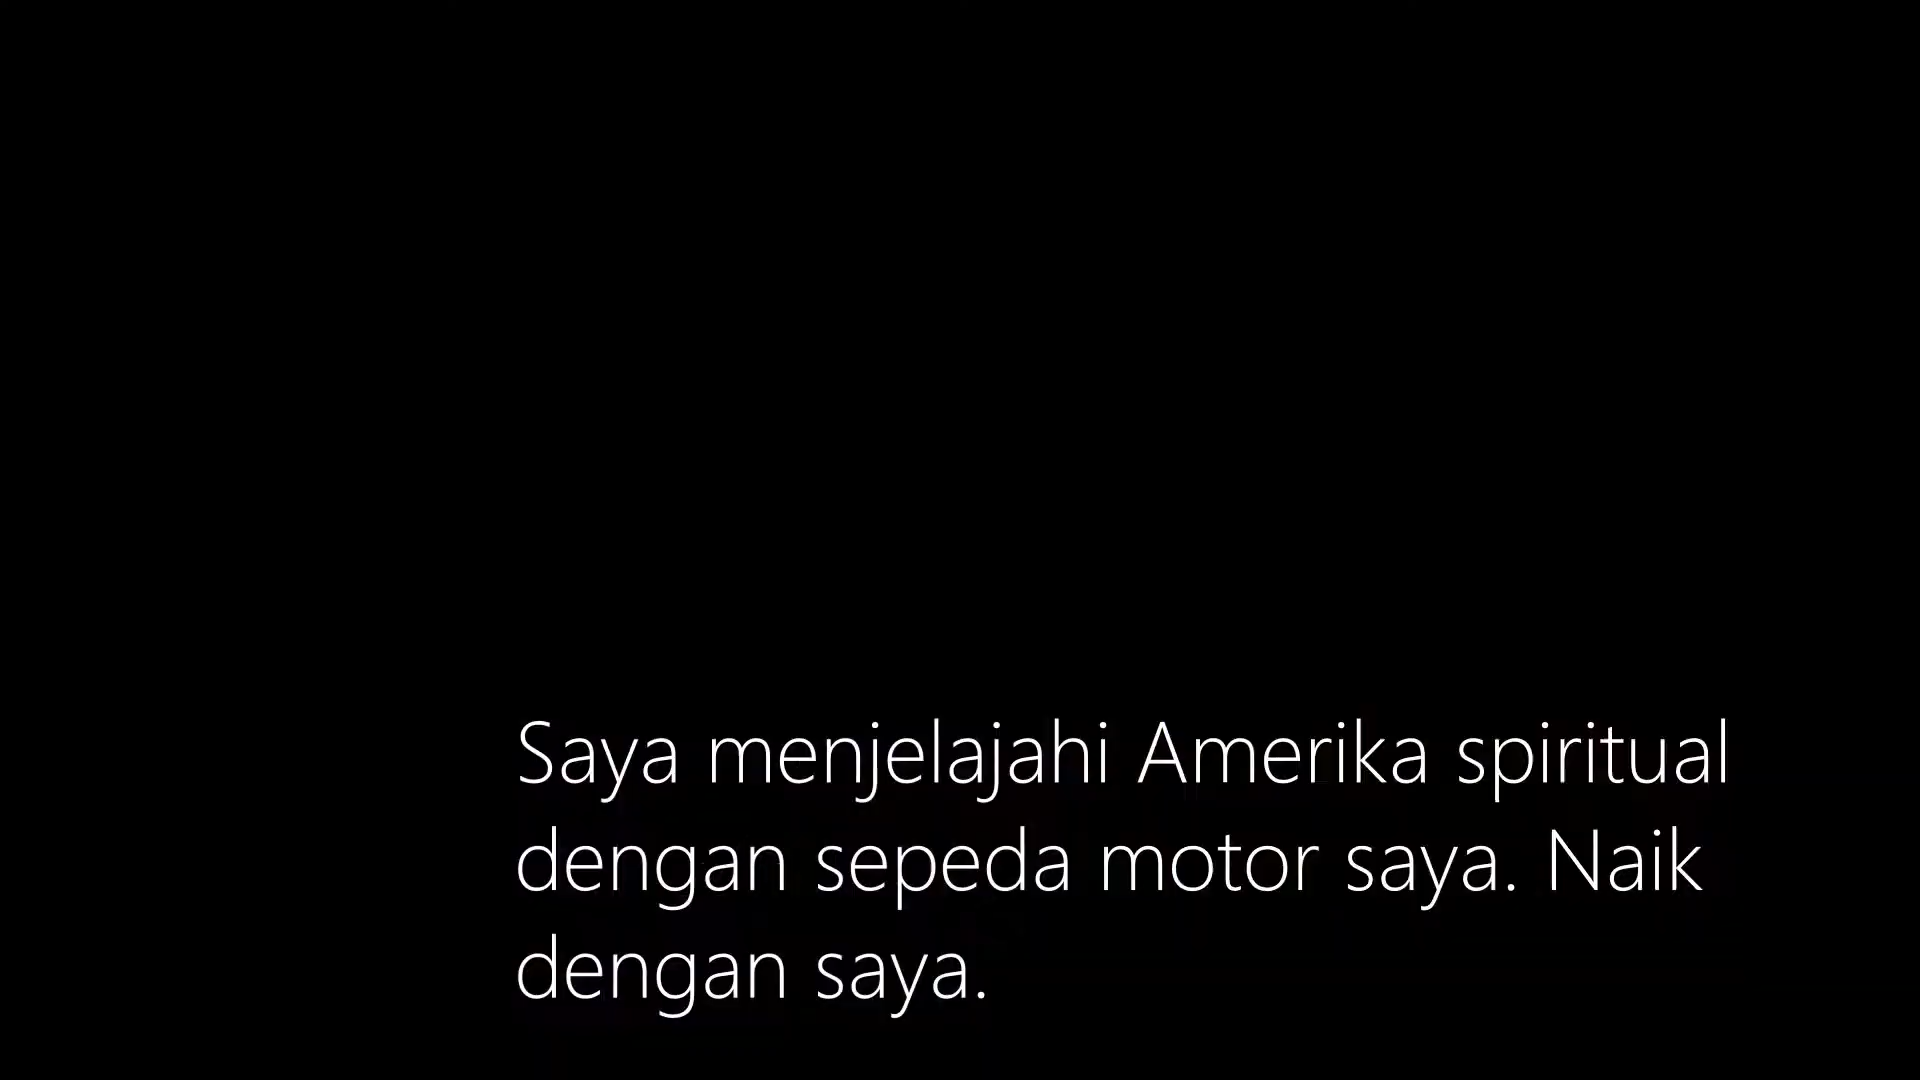 Saya menjelajahi Amerika spiritual
dengan sepeda motor saya. Naik
dengan saya.